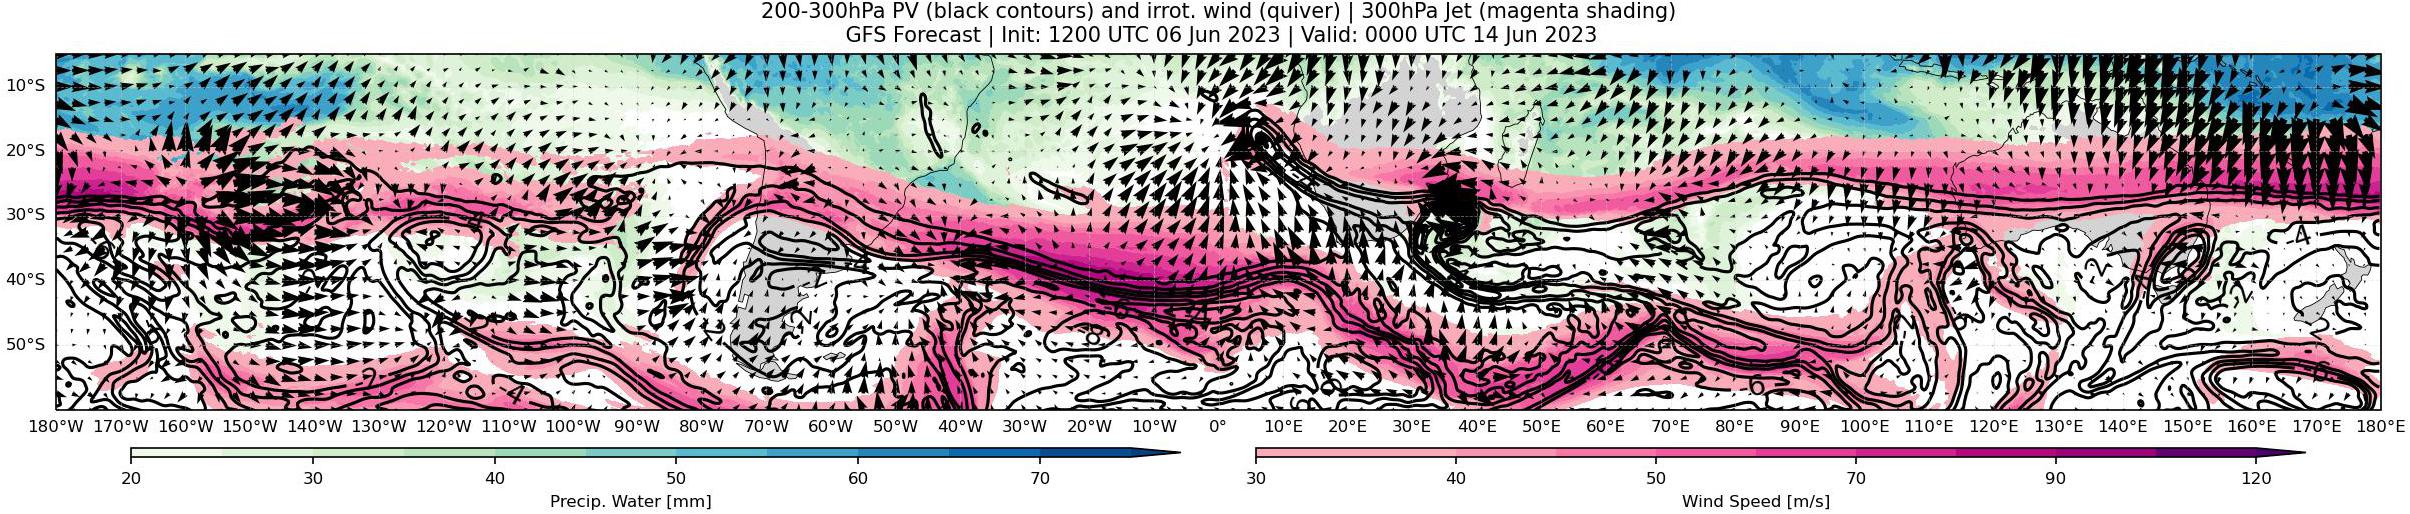 200-300hPa PV (black contours) and irrot. wind (quiver) | 300hPa Jet (magenta shading)
GFS Forecast | Init: 1200 UTC 06 Jun 2023 | Valid: 0000 UTC 14 Jun 2023
10°S
20°S
30°S
40°S
50°S
180°W 170°W 160°W 150°W 140°W 130°W 120°W 110°W 100°W 90°W 80°W 70°W 60°W 50°W 40°W 30°W 20°W 10°W 0° 10°E 20°E 30°E 40°E 50°E 60°E 70°E 80°E 90°E 100°E 110°E 120°E 130°E 140°E 150°E 160°E 170°E 180°E
20 30 40 50 60 70
Precip. Water [mm]
30 40 50 70 90 120
Wind Speed [m/s]